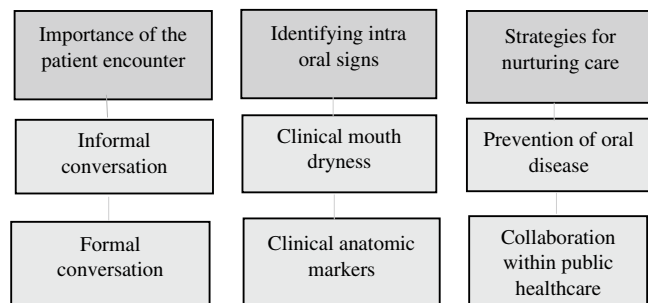 Importance of the
patient encounter
Informal
conversation
Formal
conversation
Identifying intra
oral signs
Clinical mouth
dryness
Clinical anatomic
markers
Strategies for
nurturing care
Prevention of oral
disease
Collaboration
within public
healthcare